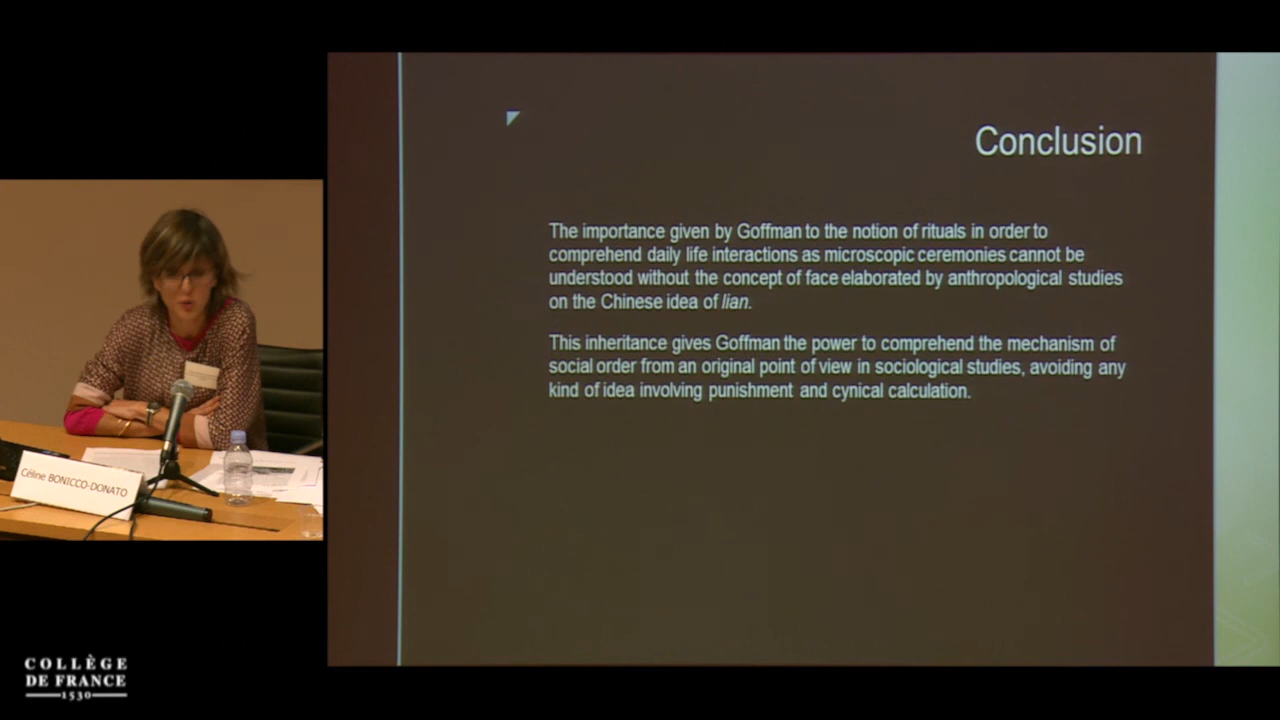 Conclusion
The importance given by Goffman to the notion of rituals in order to
comprehend daily life interactions as microscopic ceremonies cannot be
understood without the concept of face elaborated by anthropological studies
on the Chinese idea of lian.
This inheritance gives Goffman the power to comprehend the mechanism of
social order from an original point of view in sociological studies, avoiding any
kind of idea involving punishment and cynical calculation.
Céline BONICCO-DONATO
COLLÈGE
DE FRANCE
1530